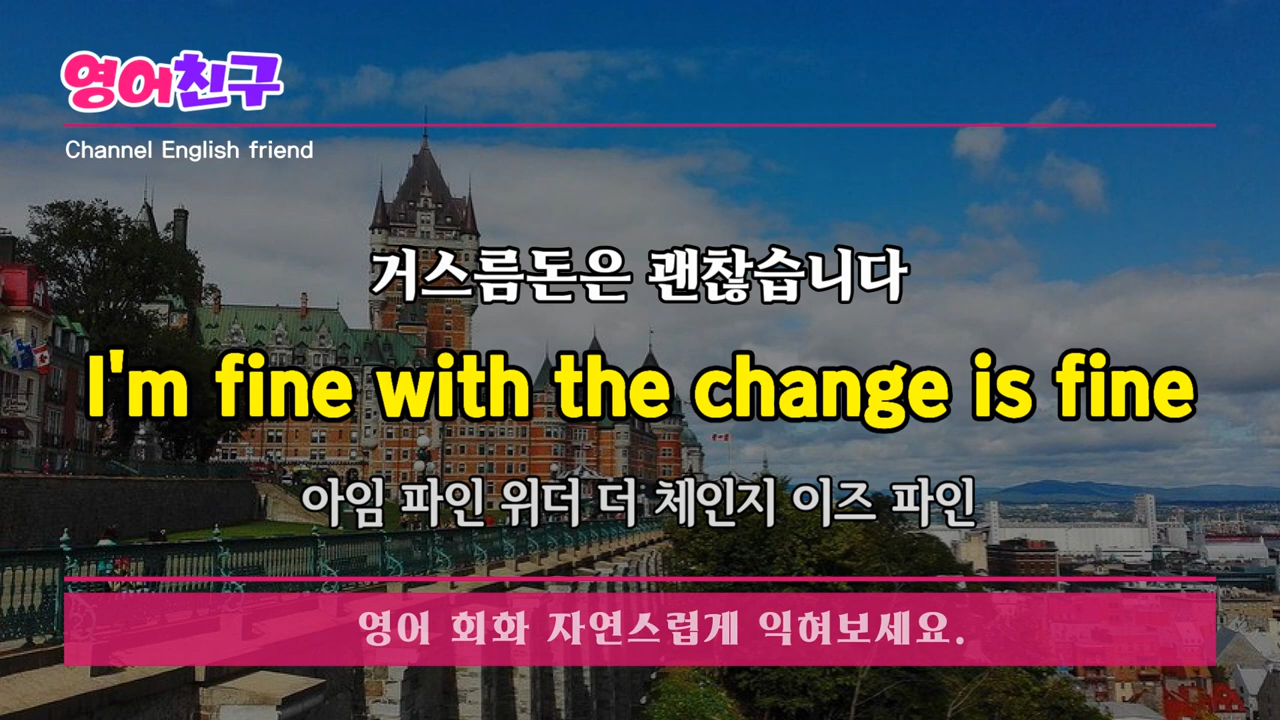 영어친구
Channel English friend
거스름돈은 괜찮습니다
I'm fine with the change is fine
아임 파인 위더 더 체인지 이즈 파인
영어 회화 자연스럽게 익혀보세요.